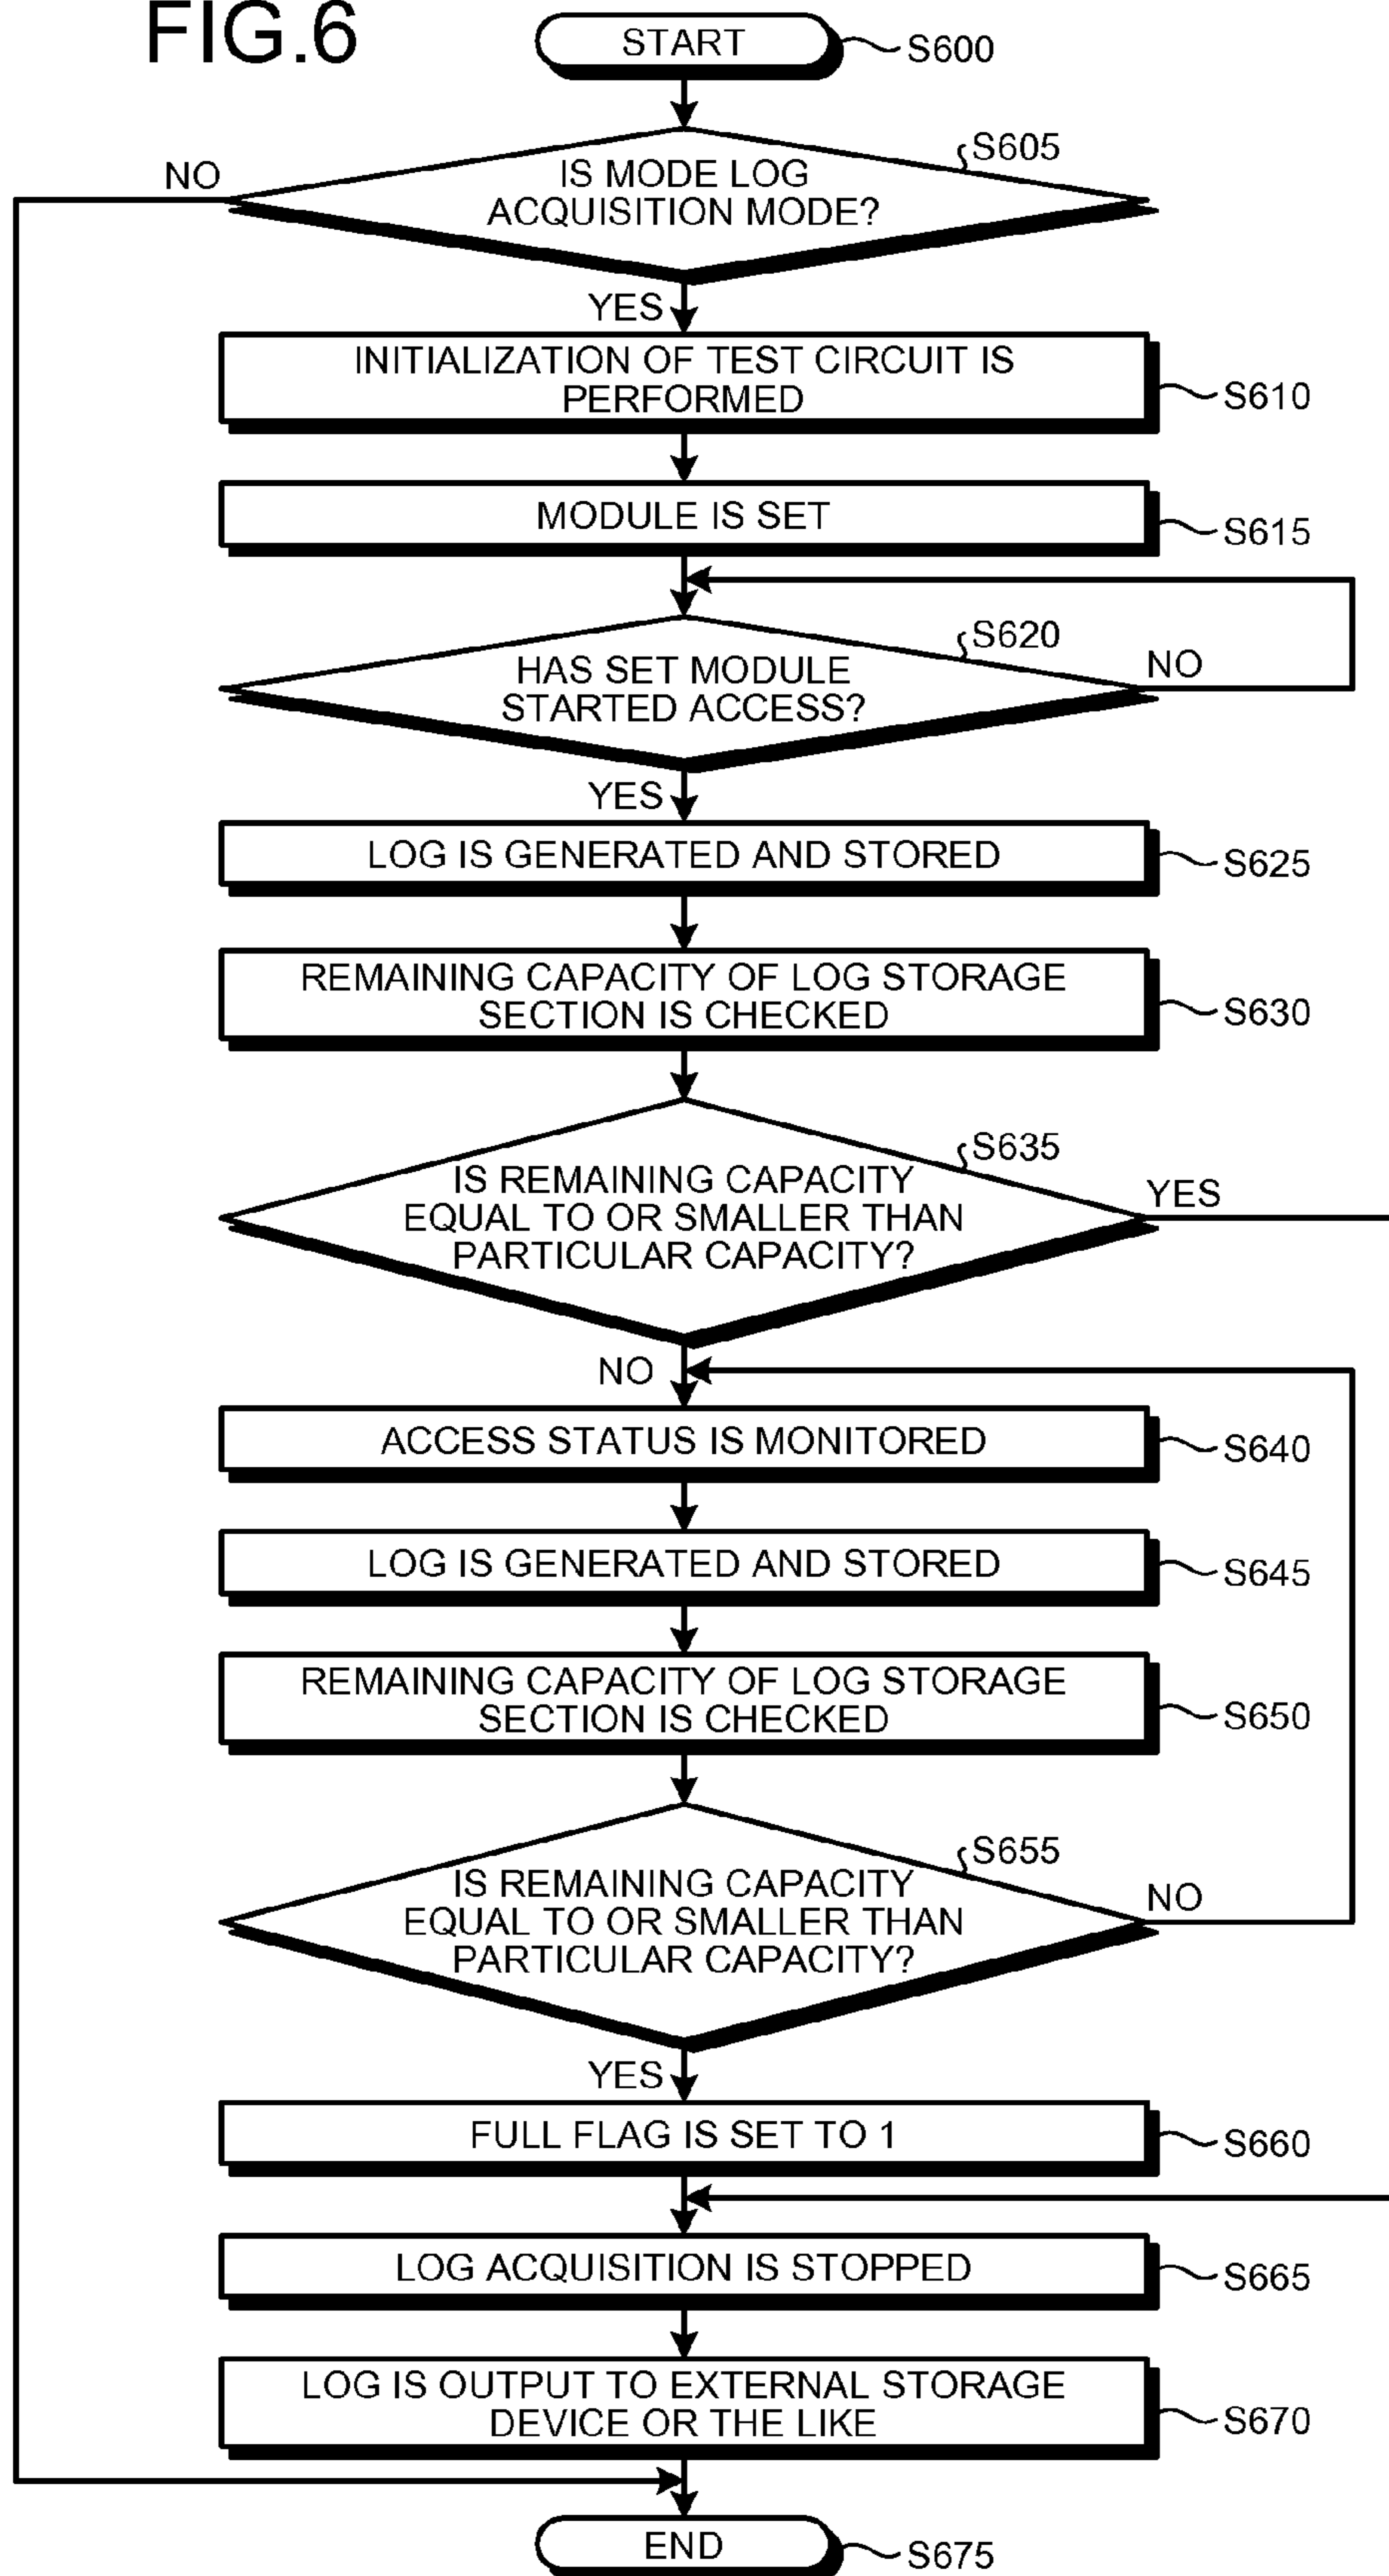 FIG.6
START
S600
S605
NO
IS MODE LOG
ACQUISITION MODE?
YES
INITIALIZATION OF TEST CIRCUIT IS
PERFORMED
S610
MODULE IS SET
S615
S620
HAS SET MODULE
STARTED ACCESS?
NO
YES
LOG IS GENERATED AND STORED
S625
REMAINING CAPACITY OF LOG STORAGE
SECTION IS CHECKED
S630
S635
IS REMAINING CAPACITY
EQUAL TO OR SMALLER THAN
PARTICULAR CAPACITY?
YES
NO
ACCESS STATUS IS MONITORED
S640
LOG IS GENERATED AND STORED
S645
REMAINING CAPACITY OF LOG STORAGE
SECTION IS CHECKED
S650
S655
IS REMAINING CAPACITY
EQUAL TO OR SMALLER THAN
PARTICULAR CAPACITY?
NO
YES
FULL FLAG IS SET TO 1
S660
LOG ACQUISITION IS STOPPED
S665
LOG IS OUTPUT TO EXTERNAL STORAGE
DEVICE OR THE LIKE
S670
END
S675